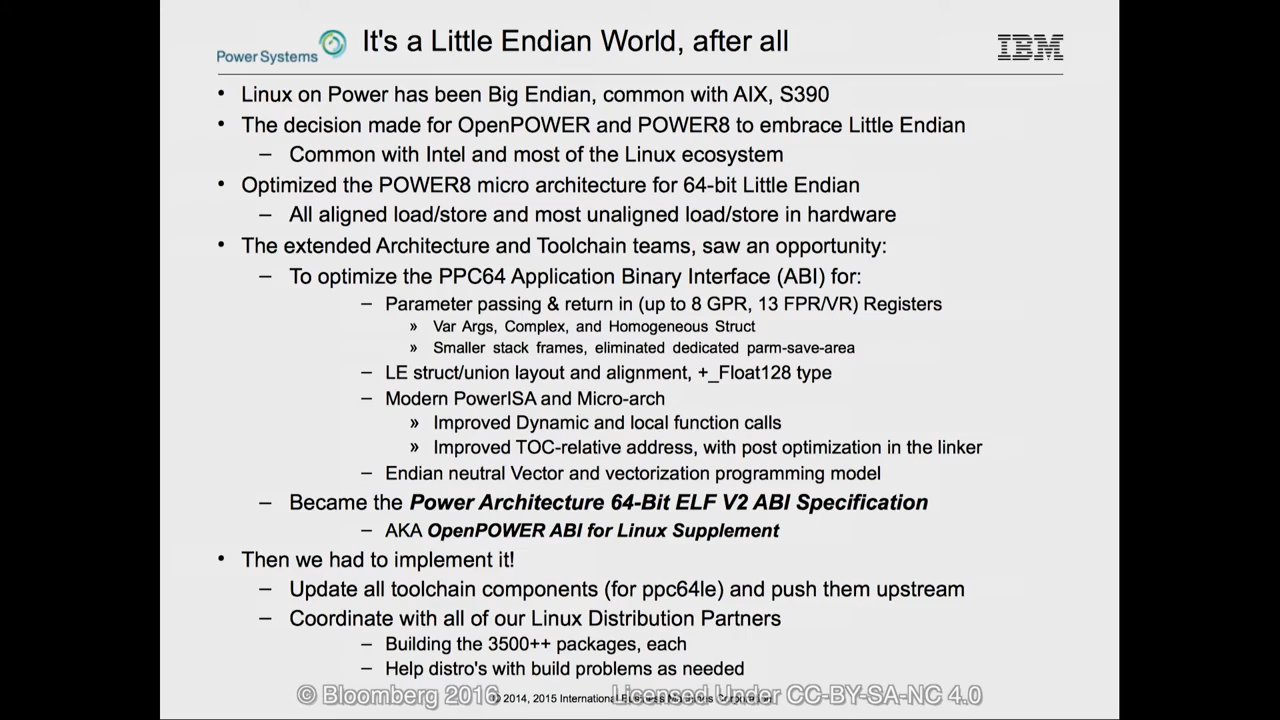 Power Systems
It's a Little Endian World, after all
IBM
• Linux on Power has been Big Endian, common with AIX, S390
• The decision made for OpenPOWER and POWER8 to embrace Little Endian
– Common with Intel and most of the Linux ecosystem
• Optimized the POWER8 micro architecture for 64-bit Little Endian
– All aligned load/store and most unaligned load/store in hardware
• The extended Architecture and Toolchain teams, saw an opportunity:
– To optimize the PPC64 Application Binary Interface (ABI) for:
– Parameter passing & return in (up to 8 GPR, 13 FPR/VR) Registers
» Var Args, Complex, and Homogeneous Struct
» Smaller stack frames, eliminated dedicated parm-save-area
– LE struct/union layout and alignment, +_Float128 type
– Modern PowerISA and Micro-arch
» Improved Dynamic and local function calls
» Improved TOC-relative address, with post optimization in the linker
– Endian neutral Vector and vectorization programming model
– Became the Power Architecture 64-Bit ELF V2 ABI Specification
– AKA OpenPOWER ABI for Linux Supplement
• Then we had to implement it!
– Update all toolchain components (for ppc64le) and push them upstream
– Coordinate with all of our Linux Distribution Partners
– Building the 3500++ packages, each
– Help distro's with build problems as needed
© 2014, 2015 International Business Machines Corporation
© Bloomberg 2016 Licensed Under CC-BY-SA-NC 4.0